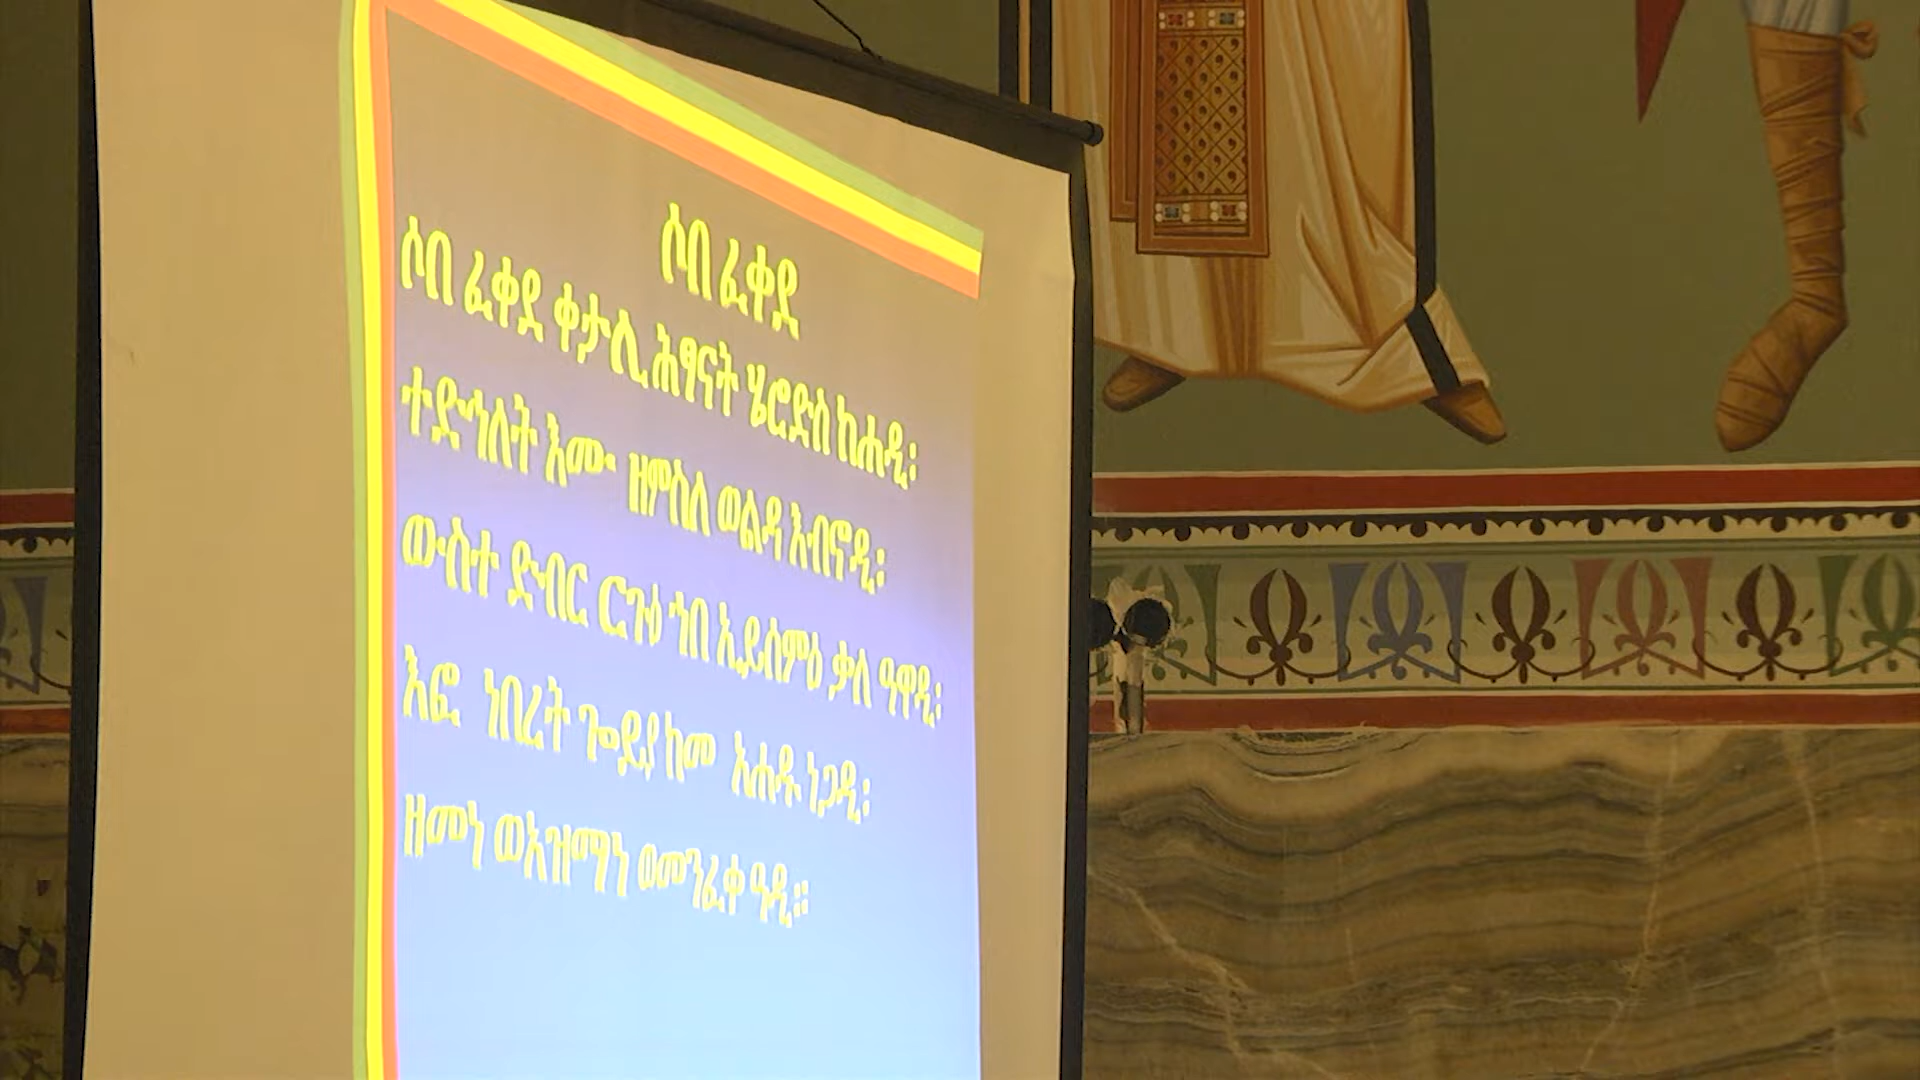 ሶበ ፈቀደ
ሶበ ፈቀደ ቀታሊ ሕፃናት ሄሮድስ ከሐዲ፡
ተድኅለት እሙ ዘምስለ ወልዳ እብኖዲ፡
ውስተ ድብር ርጉዕ ኀበ ኢይሰምዕ ቃለ ዓዋዲ፡
እፎ ነበረት ጐይያ ከመ አሐዱ ነጋዲ፡
ዘመነ ወአዝማነ ወመንፈቀ ዓዲ።